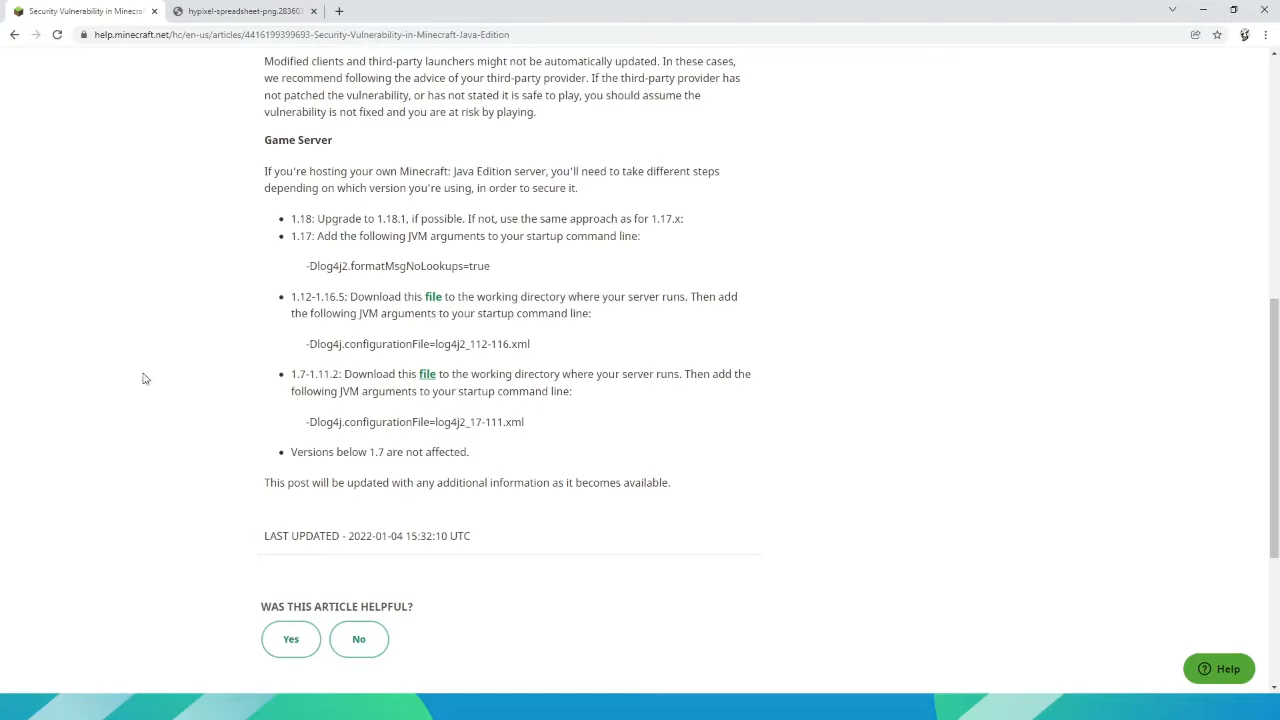 Security Vulnerability in Minecra
hypixel-spreadsheet-png.28360
help.minecraft.net/hc/en-us/articles/4416199399693-Security-Vulnerability-in-Minecraft-Java-Edition
Modified clients and third-party launchers might not be automatically updated. In these cases,
we recommend following the advice of your third-party provider. If the third-party provider has
not patched the vulnerability, or has not stated it is safe to play, you should assume the
vulnerability is not fixed and you are at risk by playing.
Game Server
If you're hosting your own Minecraft: Java Edition server, you'll need to take different steps
depending on which version you're using, in order to secure it.
• 1.18: Upgrade to 1.18.1, if possible. If not, use the same approach as for 1.17.x:
• 1.17: Add the following JVM arguments to your startup command line:
-Dlog4j2.formatMsgNoLookups=true
• 1.12-1.16.5: Download this file to the working directory where your server runs. Then add
the following JVM arguments to your startup command line:
-Dlog4j.configurationFile=log4j2_112-116.xml
• 1.7-1.11.2: Download this file to the working directory where your server runs. Then add the
following JVM arguments to your startup command line:
-Dlog4j.configurationFile=log4j2_17-111.xml
• Versions below 1.7 are not affected.
This post will be updated with any additional information as it becomes available.
LAST UPDATED - 2022-01-04 15:32:10 UTC
WAS THIS ARTICLE HELPFUL?
Yes
No
Help